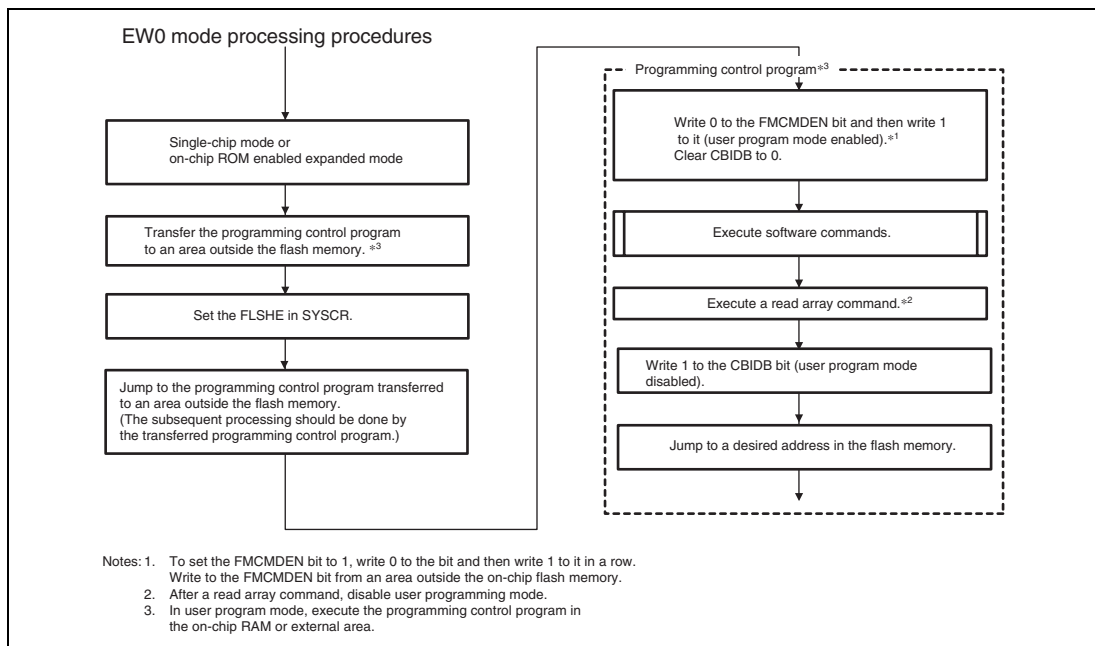 EW0 mode processing procedures
Single-chip mode or
on-chip ROM enabled expanded mode
Transfer the programming control program
to an area outside the flash memory. *3
Set the FLSHE in SYSCR.
Jump to the programming control program transferred
to an area outside the flash memory.
(The subsequent processing should be done by
the transferred programming control program.)
Programming control program*3
Write 0 to the FMCMDEN bit and then write 1
to it (user program mode enabled).*1
Clear CBIDB to 0.
Execute software commands.
Execute a read array command.*2
Write 1 to the CBIDB bit (user program mode
disabled).
Jump to a desired address in the flash memory.
Notes: 1. To set the FMCMDEN bit to 1, write 0 to the bit and then write 1 to it in a row.
Write to the FMCMDEN bit from an area outside the on-chip flash memory.
2. After a read array command, disable user programming mode.
3. In user program mode, execute the programming control program in
the on-chip RAM or external area.